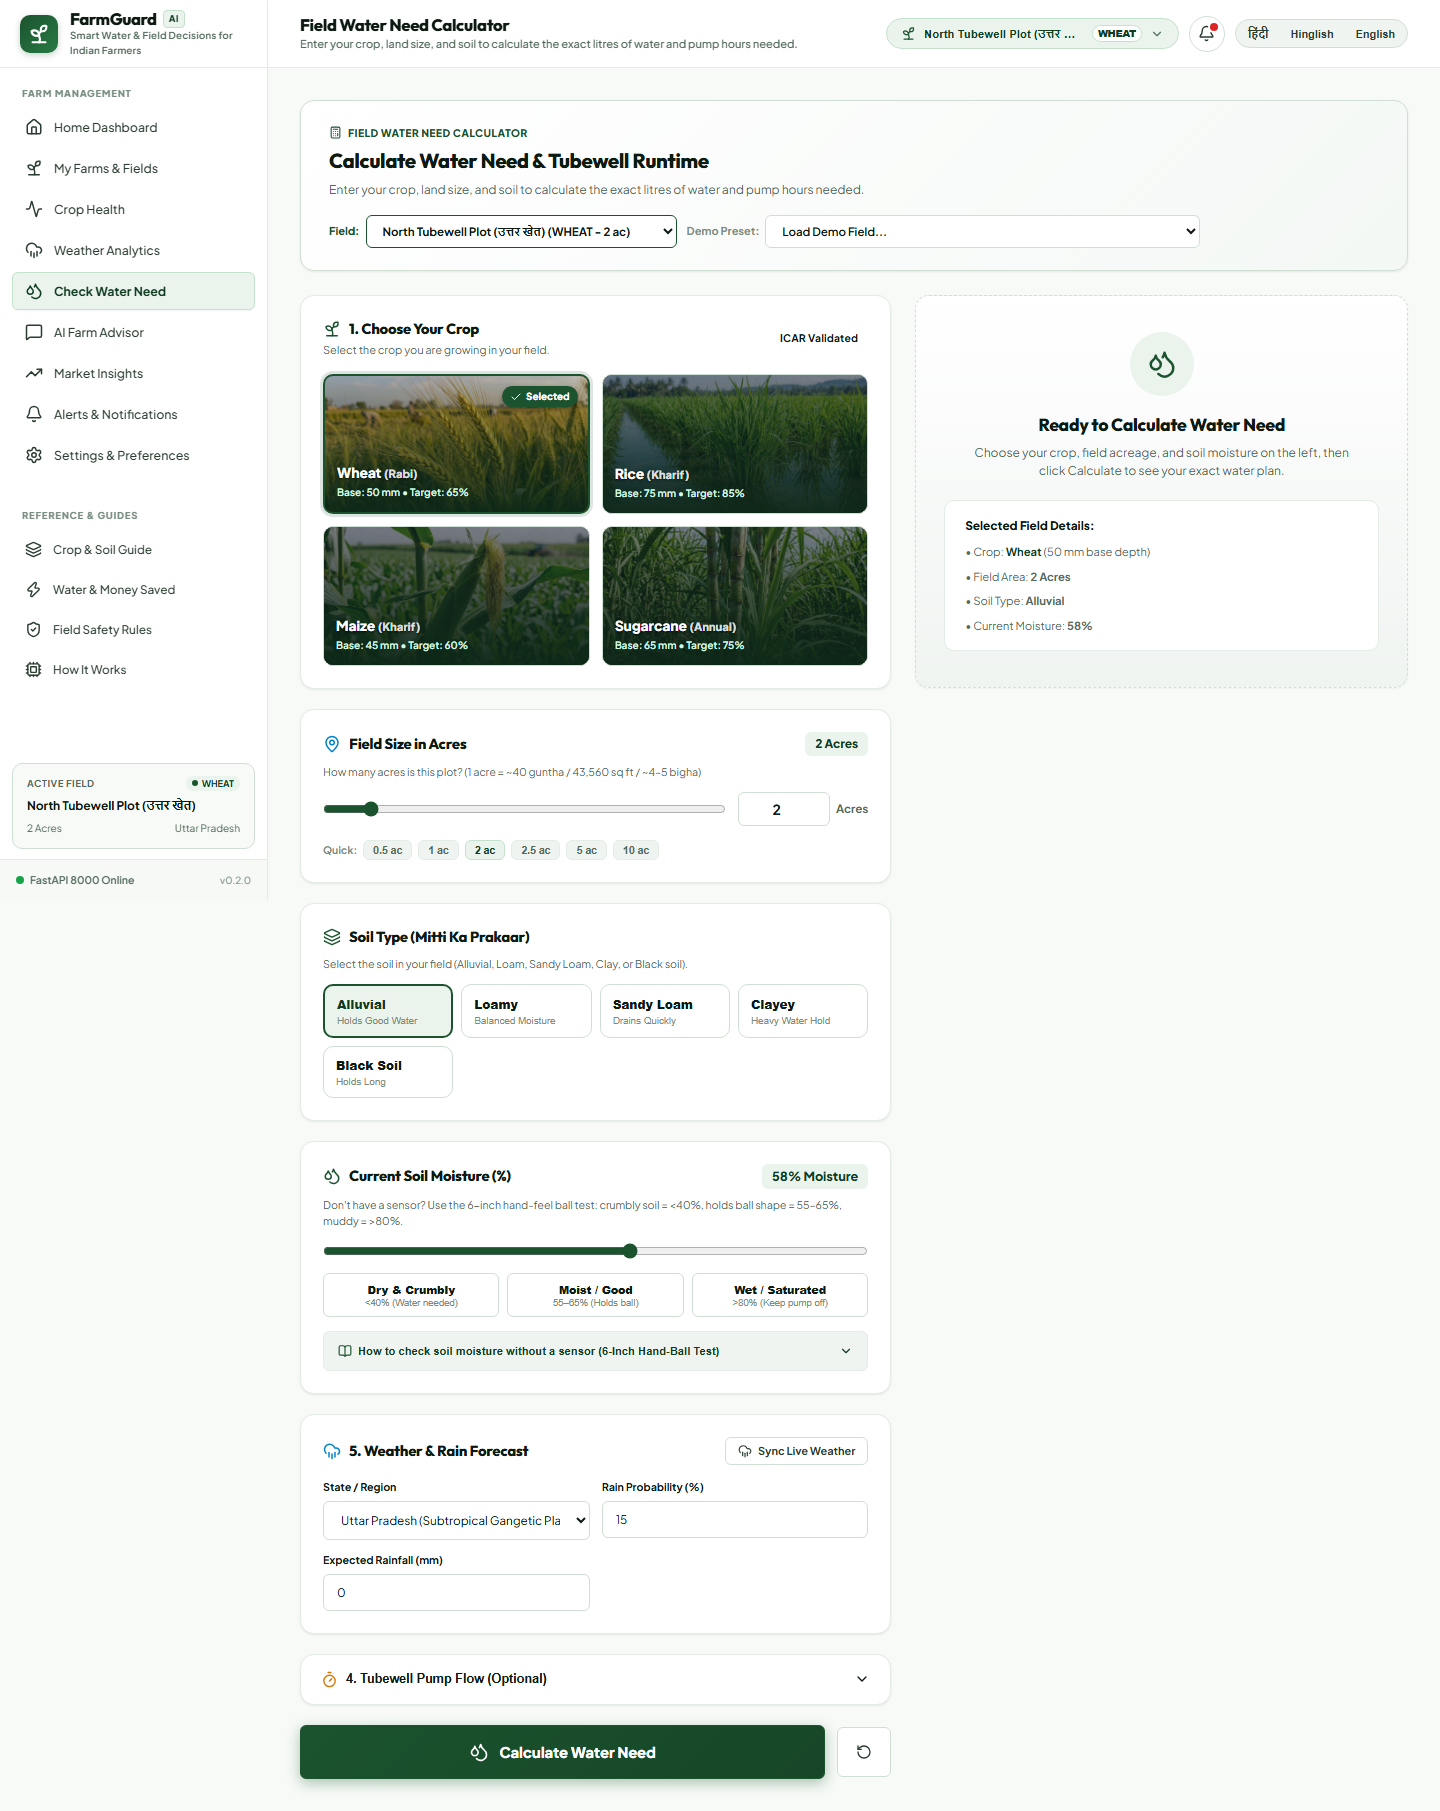 FarmGuard AI
Smart Water & Field Decisions for
Indian Farmers
Field Water Need Calculator
Enter your crop, land size, and soil to calculate the exact litres of water and pump hours needed.
North Tubewell Plot (उत्तर ... WHEAT
हिंदी Hinglish English
FARM MANAGEMENT
Home Dashboard
My Farms & Fields
Crop Health
Weather Analytics
Check Water Need
AI Farm Advisor
Market Insights
Alerts & Notifications
Settings & Preferences
REFERENCE & GUIDES
Crop & Soil Guide
Water & Money Saved
Field Safety Rules
How It Works
ACTIVE FIELD WHEAT
North Tubewell Plot (उत्तर खेत)
2 Acres Uttar Pradesh
FastAPI 8000 Online v0.2.0
FIELD WATER NEED CALCULATOR
Calculate Water Need & Tubewell Runtime
Enter your crop, land size, and soil to calculate the exact litres of water and pump hours needed.
Field: North Tubewell Plot (उत्तर खेत) (WHEAT - 2 ac) Demo Preset: Load Demo Field...
1. Choose Your Crop
Select the crop you are growing in your field.
ICAR Validated
Selected
Wheat (Rabi)
Base: 50 mm • Target: 65%
Rice (Kharif)
Base: 75 mm • Target: 85%
Maize (Kharif)
Base: 45 mm • Target: 60%
Sugarcane (Annual)
Base: 65 mm • Target: 75%
Ready to Calculate Water Need
Choose your crop, field acreage, and soil moisture on the left, then
click Calculate to see your exact water plan.
Selected Field Details:
• Crop: Wheat (50 mm base depth)
• Field Area: 2 Acres
• Soil Type: Alluvial
• Current Moisture: 58%
Field Size in Acres 2 Acres
How many acres is this plot? (1 acre = ~40 guntha / 43,560 sq ft / ~4-5 bigha)
2 Acres
Quick: 0.5 ac 1 ac 2 ac 2.5 ac 5 ac 10 ac
Soil Type (Mitti Ka Prakaar)
Select the soil in your field (Alluvial, Loam, Sandy Loam, Clay, or Black soil).
Alluvial
Holds Good Water
Loamy
Balanced Moisture
Sandy Loam
Drains Quickly
Clayey
Heavy Water Hold
Black Soil
Holds Long
Current Soil Moisture (%) 58% Moisture
Don't have a sensor? Use the 6-inch hand-feel ball test: crumbly soil = <40%, holds ball shape = 55-65%,
muddy = >80%.
Dry & Crumbly
<40% (Water needed)
Moist / Good
55–65% (Holds ball)
Wet / Saturated
>80% (Keep pump off)
How to check soil moisture without a sensor (6-Inch Hand-Ball Test)
5. Weather & Rain Forecast Sync Live Weather
State / Region
Uttar Pradesh (Subtropical Gangetic Pla
Rain Probability (%)
15
Expected Rainfall (mm)
0
4. Tubewell Pump Flow (Optional)
Calculate Water Need